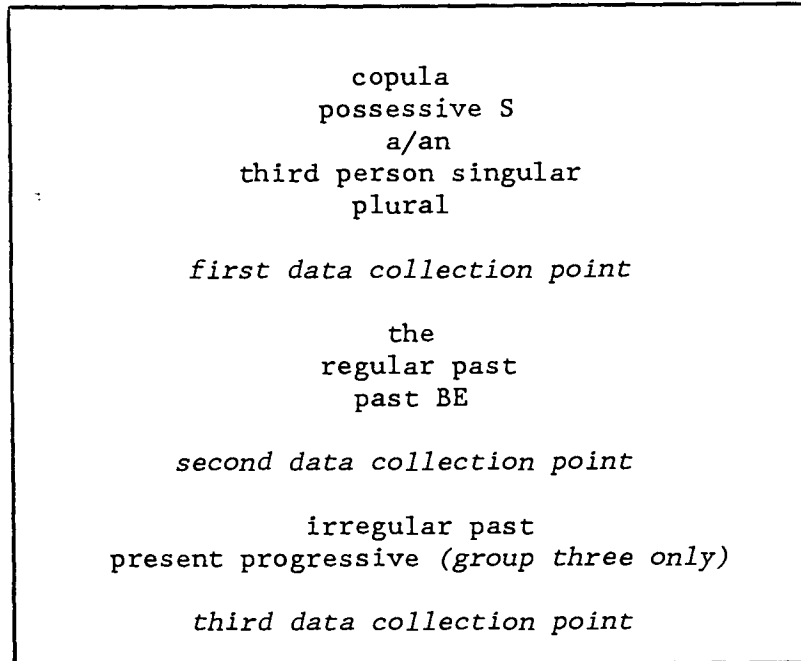 copula
possessive S
a/an
third person singular
plural
first data collection point
the
regular past
past BE
second data collection point
irregular past
present progressive (group three only)
third data collection point